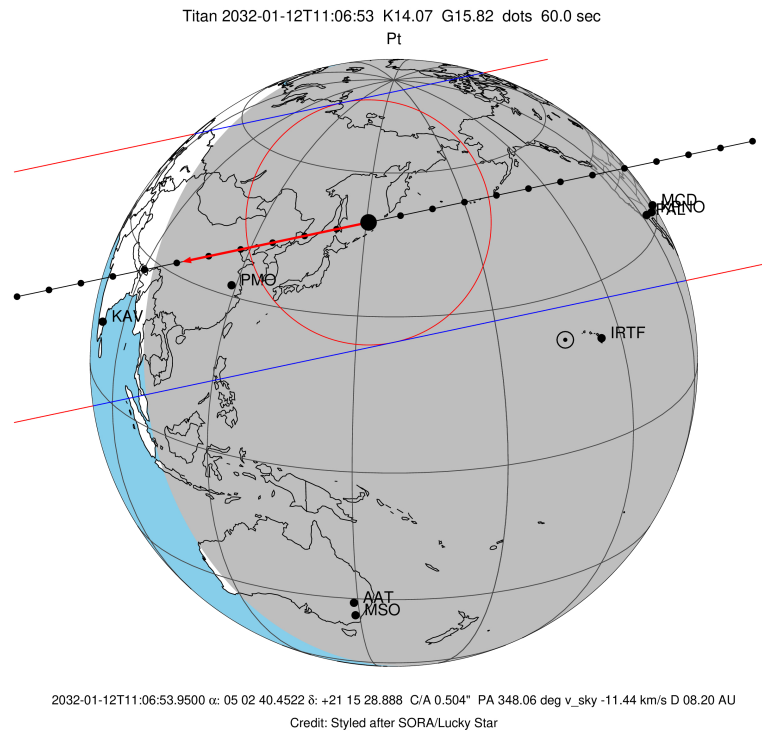 Titan 2032-01-12T11:06:53 K14.07 G15.82 dots 60.0 sec
Pt
MCD
PAL
PMO
KAV
IRTF
AAT
MSO
2032-01-12T11:06:53.9500 α: 05 02 40.4522 δ: +21 15 28.888 C/A 0.504" PA 348.06 deg v_sky -11.44 km/s D 08.20 AU
Credit: Styled after SORA/Lucky Star